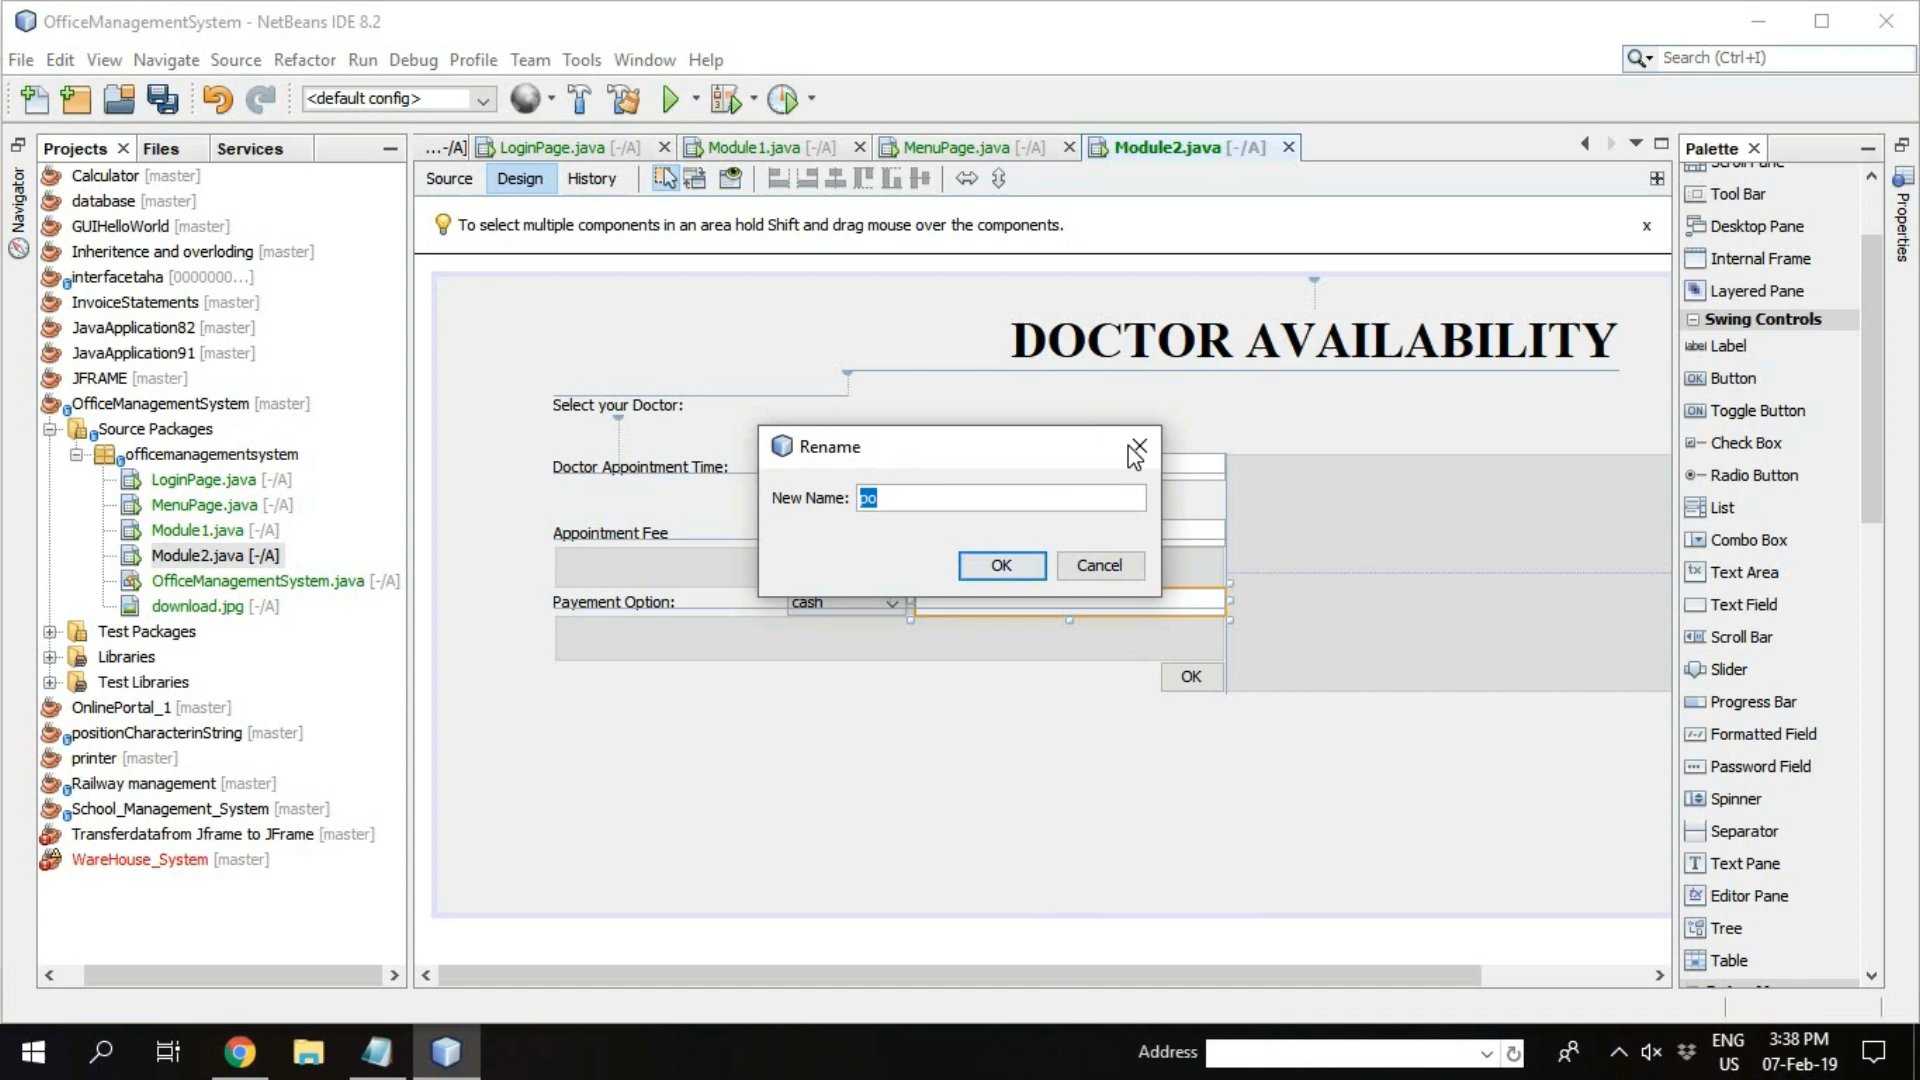 OfficeManagementSystem - NetBeans IDE 8.2
File Edit View Navigate Source Refactor Run Debug Profile Team Tools Window Help
Search (Ctrl+I)
<default config>
Projects Files Services
...-/A] LoginPage.java [-/A] Module1.java [-/A] MenuPage.java [-/A] Module2.java [-/A]
Palette
Navigator
Properties
Source Design History
To select multiple components in an area hold Shift and drag mouse over the components.
x
Calculator [master]
database [master]
GUIHelloWorld [master]
Inheritence and overloding [master]
interfacetaha [0000000...]
InvoiceStatements [master]
JavaApplication82 [master]
JavaApplication91 [master]
JFRAME [master]
OfficeManagementSystem [master]
Source Packages
officemanagementsystem
LoginPage.java [-/A]
MenuPage.java [-/A]
Module1.java [-/A]
Module2.java [-/A]
OfficeManagementSystem.java [-/A]
download.jpg [-/A]
Test Packages
Libraries
Test Libraries
OnlinePortal_1 [master]
positionCharacterinString [master]
printer [master]
Railway management [master]
School_Management_System [master]
Transferdatafrom Jframe to JFrame [master]
WareHouse_System [master]
DOCTOR AVAILABILITY
Select your Doctor:
Doctor Appointment Time:
Appointment Fee
Payement Option:
cash
OK
Rename
New Name: po
OK Cancel
Scroll Pane
Tool Bar
Desktop Pane
Internal Frame
Layered Pane
Swing Controls
label Label
OK Button
ON Toggle Button
Check Box
Radio Button
List
Combo Box
tx Text Area
Text Field
Scroll Bar
Slider
Progress Bar
Formatted Field
Password Field
Spinner
Separator
T Text Pane
Editor Pane
Tree
Table
Address
ENG
US
3:38 PM
07-Feb-19